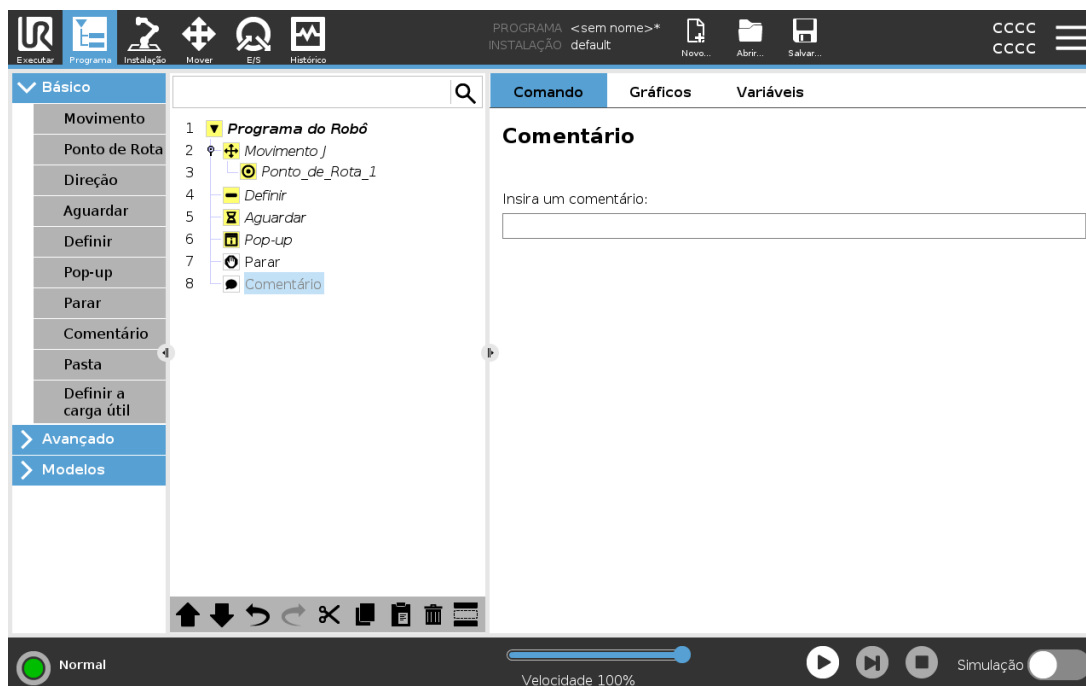 PROGRAMA <sem nome>*
INSTALAÇÃO default
CCCC
CCCC
UR
Executar
Programa
Instalação
Mover
E/S
Histórico
Novo...
Abrir...
Salvar...
Básico
Movimento
Ponto de Rota
Direção
Aguardar
Definir
Pop-up
Parar
Comentário
Pasta
Definir a
carga útil
Avançado
Modelos
1 Programa do Robô
2 Movimento J
3 Ponto_de_Rota_1
4 Definir
5 Aguardar
6 Pop-up
7 Parar
8 Comentário
Comando
Gráficos
Variáveis
Comentário
Insira um comentário:
Normal
Velocidade 100%
Simulação